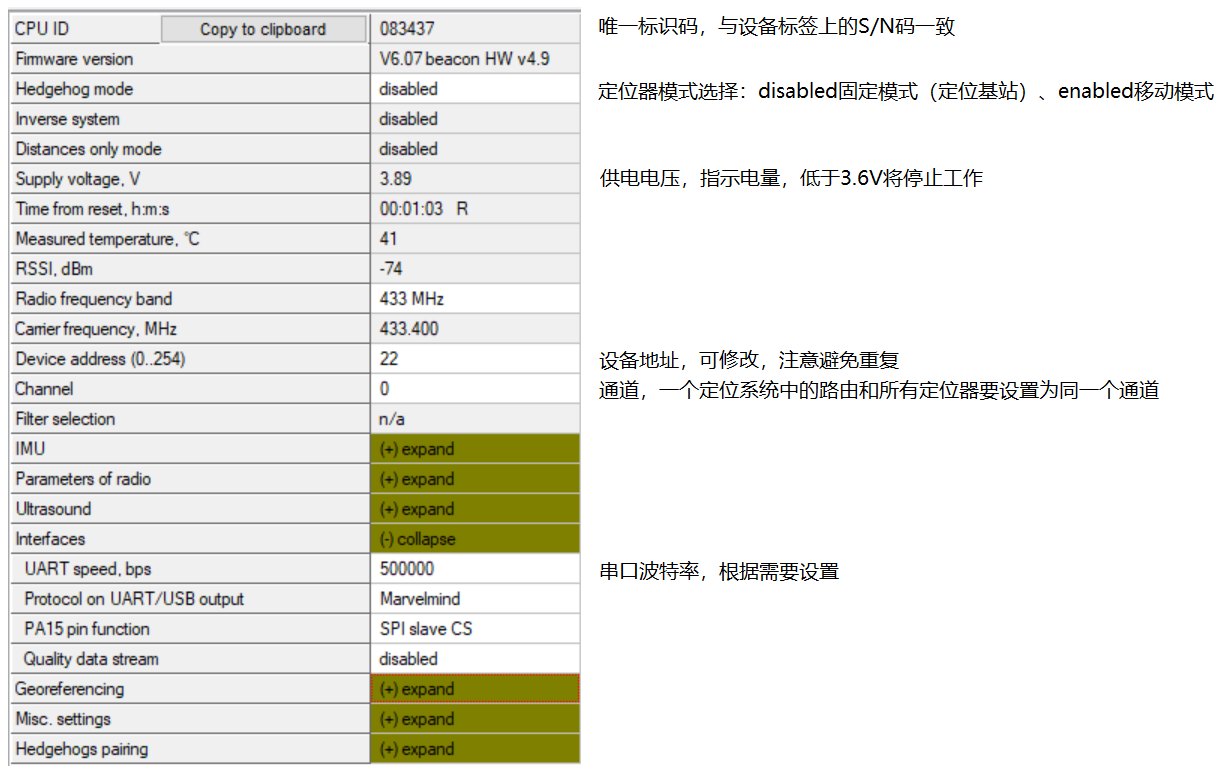 CPU ID Copy to clipboard 083437 唯一标识码，与设备标签上的S/N码一致
Firmware version V6.07 beacon HW v4.9
Hedgehog mode disabled 定位器模式选择：disabled固定模式（定位基站）、enabled移动模式
Inverse system disabled
Distances only mode disabled
Supply voltage, V 3.89 供电电压，指示电量，低于3.6V将停止工作
Time from reset, h:m:s 00:01:03 R
Measured temperature, °C 41
RSSI, dBm -74
Radio frequency band 433 MHz
Carrier frequency, MHz 433.400
Device address (0..254) 22 设备地址，可修改，注意避免重复
Channel 0 通道，一个定位系统中的路由和所有定位器要设置为同一个通道
Filter selection n/a
IMU (+) expand
Parameters of radio (+) expand
Ultrasound (+) expand
Interfaces (-) collapse
UART speed, bps 500000 串口波特率，根据需要设置
Protocol on UART/USB output Marvelmind
PA15 pin function SPI slave CS
Quality data stream disabled
Georeferencing (+) expand
Misc. settings (+) expand
Hedgehogs pairing (+) expand